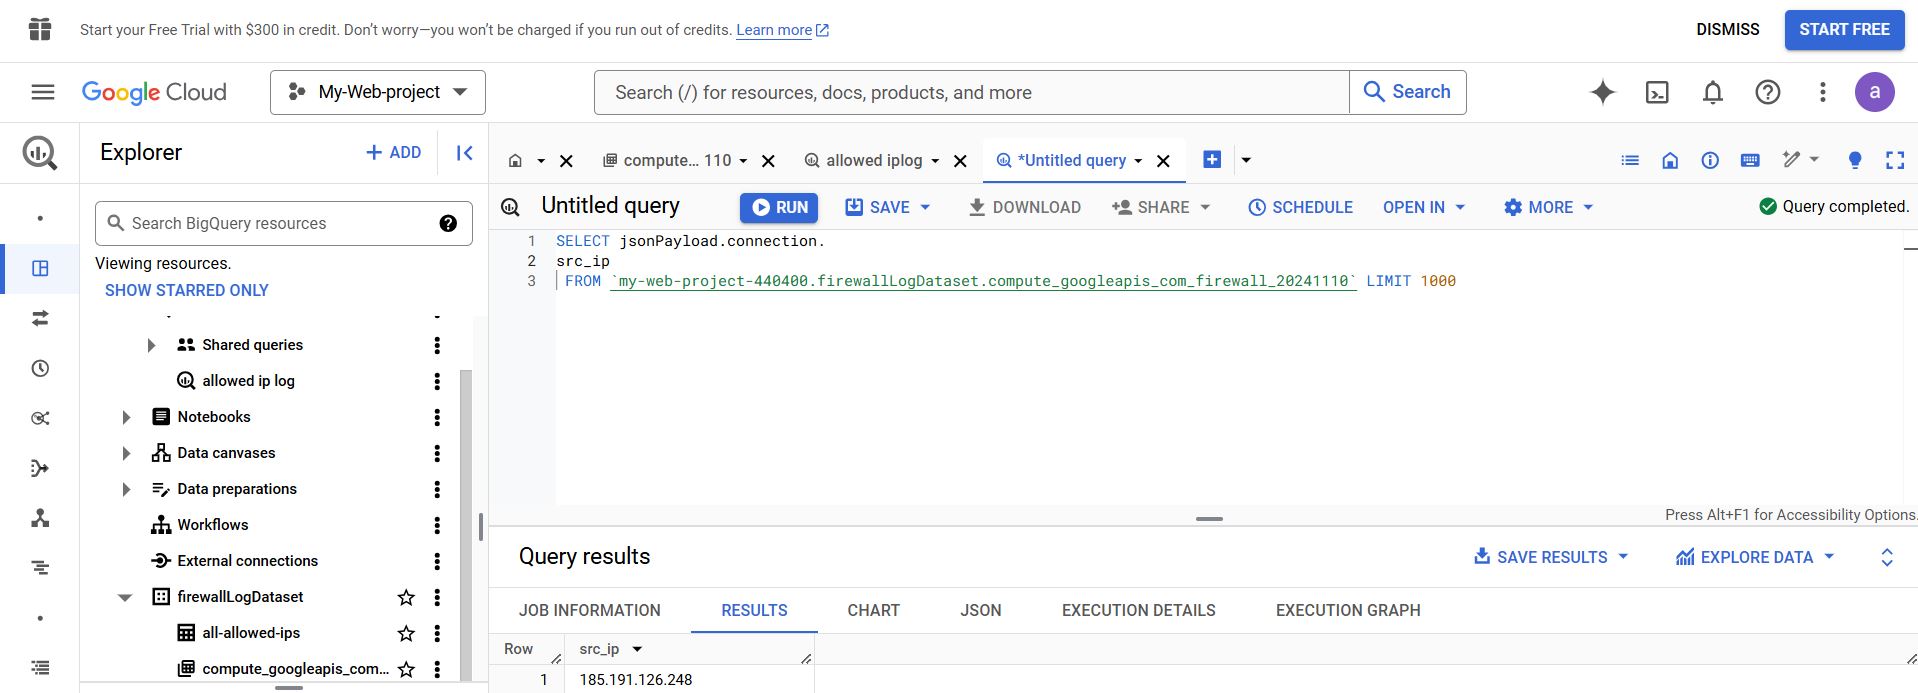 Start your Free Trial with $300 in credit. Don’t worry—you won’t be charged if you run out of credits. Learn more
DISMISS
START FREE
Google Cloud
My-Web-project
Search (/) for resources, docs, products, and more
Search
a
Explorer
+ ADD
compute... 110
allowed iplog
*Untitled query
Search BigQuery resources
Viewing resources.
SHOW STARRED ONLY
Shared queries
allowed ip log
Notebooks
Data canvases
Data preparations
Workflows
External connections
firewallLogDataset
all-allowed-ips
compute_googleapis_com...
Untitled query
RUN
SAVE
DOWNLOAD
SHARE
SCHEDULE
OPEN IN
MORE
Query completed.
1 SELECT jsonPayload.connection.
2 src_ip
3 FROM `my-web-project-440400.firewallLogDataset.compute_googleapis_com_firewall_20241110` LIMIT 1000
Press Alt+F1 for Accessibility Options.
Query results
SAVE RESULTS
EXPLORE DATA
JOB INFORMATION
RESULTS
CHART
JSON
EXECUTION DETAILS
EXECUTION GRAPH
Row src_ip
1 185.191.126.248